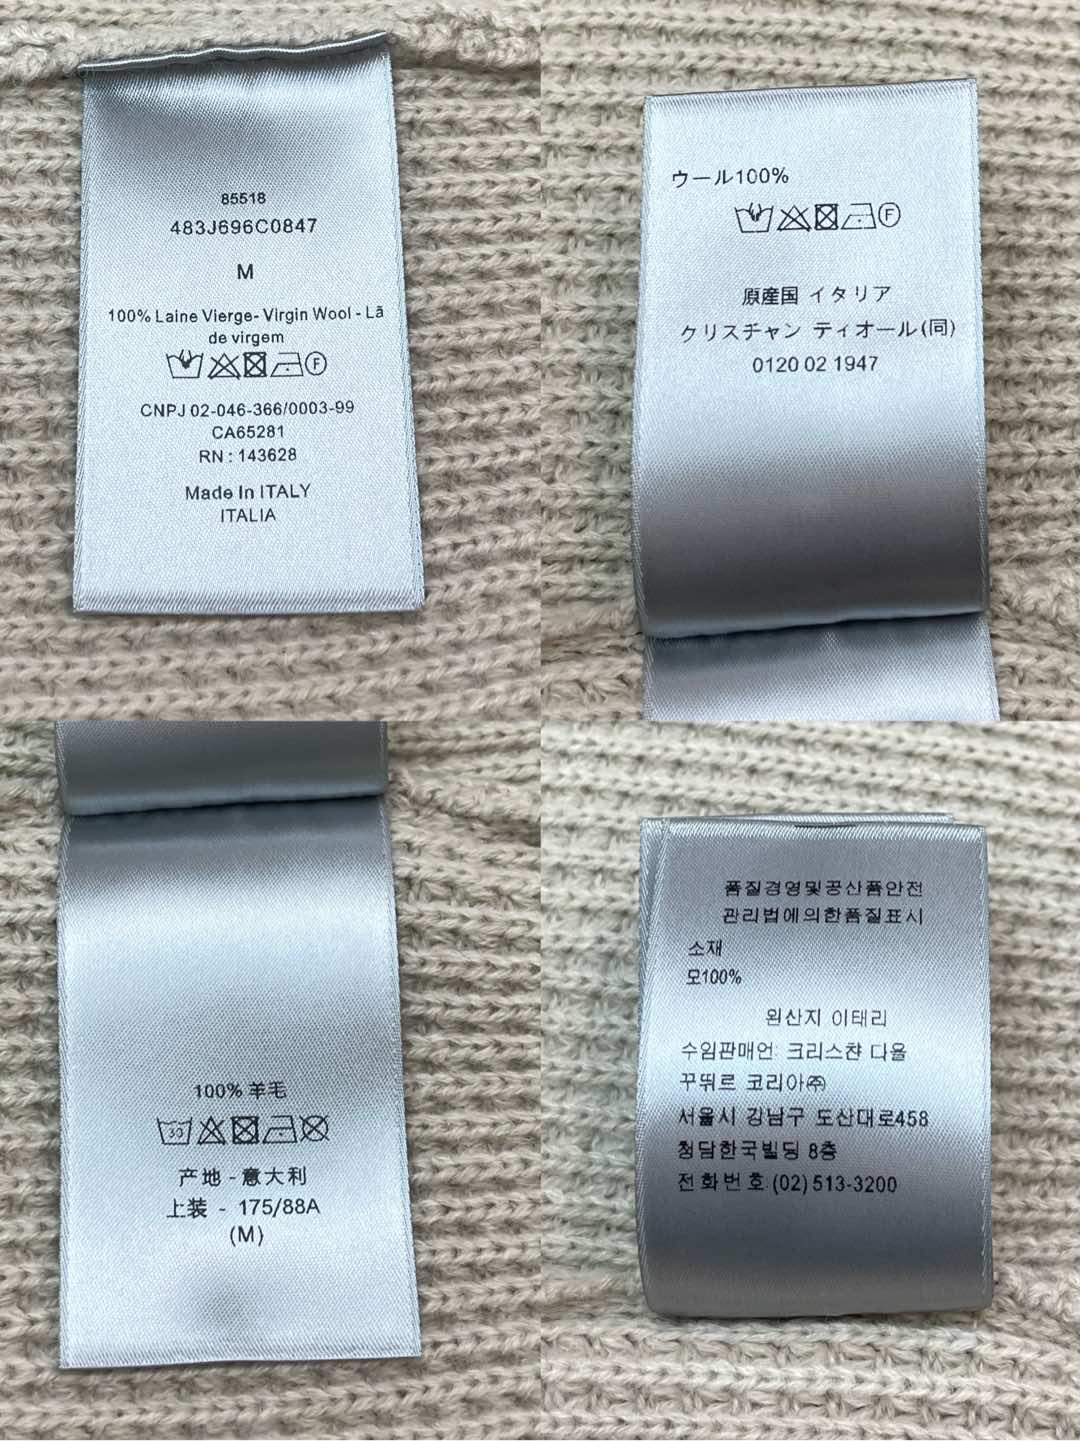 85518
483J696C0847
M
100% Laine Vierge- Virgin Wool - Lã
de virgem
F
CNPJ 02-046-366/0003-99
CA65281
RN : 143628
Made In ITALY
ITALIA
ウール100%
F
原産国 イタリア
クリスチャン ティオール(同)
0120 02 1947
100% 羊毛
30
产地 - 意大利
上装 - 175/88A
(M)
품질경영및공산품안전
관리법에의한품질표시
소재
모100%
왼산지 이태리
수임판매언: 크리스챤 다올
꾸뛰르 코리아㈜
서울시 강남구 도산대로458
청담한국빌딩 8층
전화번호 (02) 513-3200